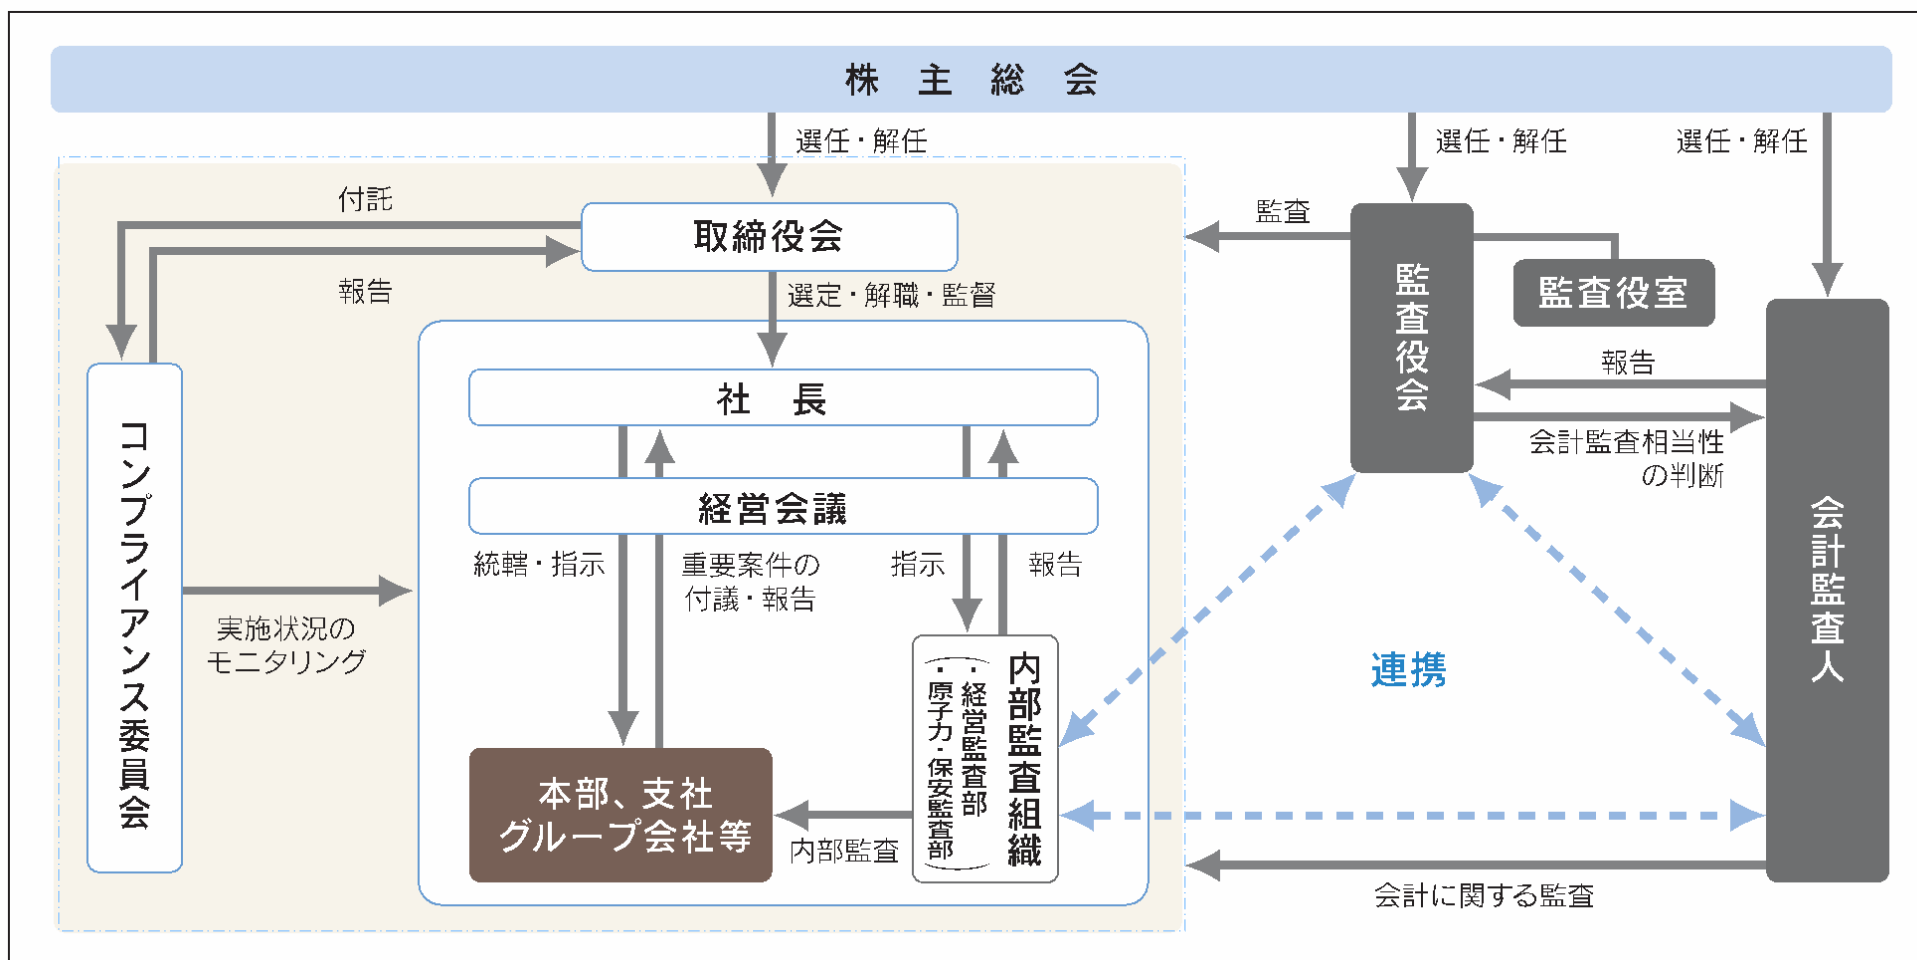 株主総会
選任・解任
選任・解任
選任・解任
付託
取締役会
監査
報告
選定・解職・監督
監査役会
監査役室
社長
報告
会計監査相当性
の判断
経営会議
統轄・指示
重要案件の
付議・報告
指示
報告
コンプライアンス委員会
実施状況の
モニタリング
会計監査人
連携
内部監査組織
(・経営監査部
・原子力・保安監査部)
本部、支社
グループ会社等
内部監査
会計に関する監査